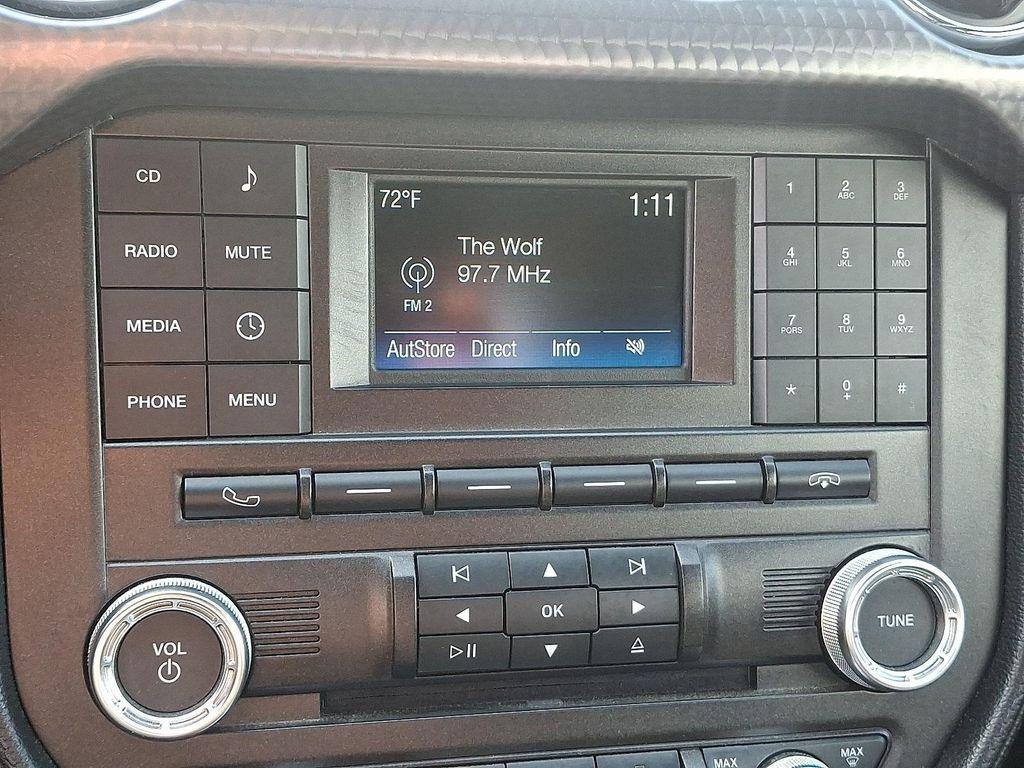 CD
RADIO
MUTE
MEDIA
PHONE
MENU
72°F
1:11
The Wolf
97.7 MHz
FM 2
AutStore Direct Info
1
2
ABC
3
DEF
4
GHI
5
JKL
6
MNO
7
PQRS
8
TUV
9
WXYZ
*
0
+
#
OK
VOL
TUNE
MAX
MAX